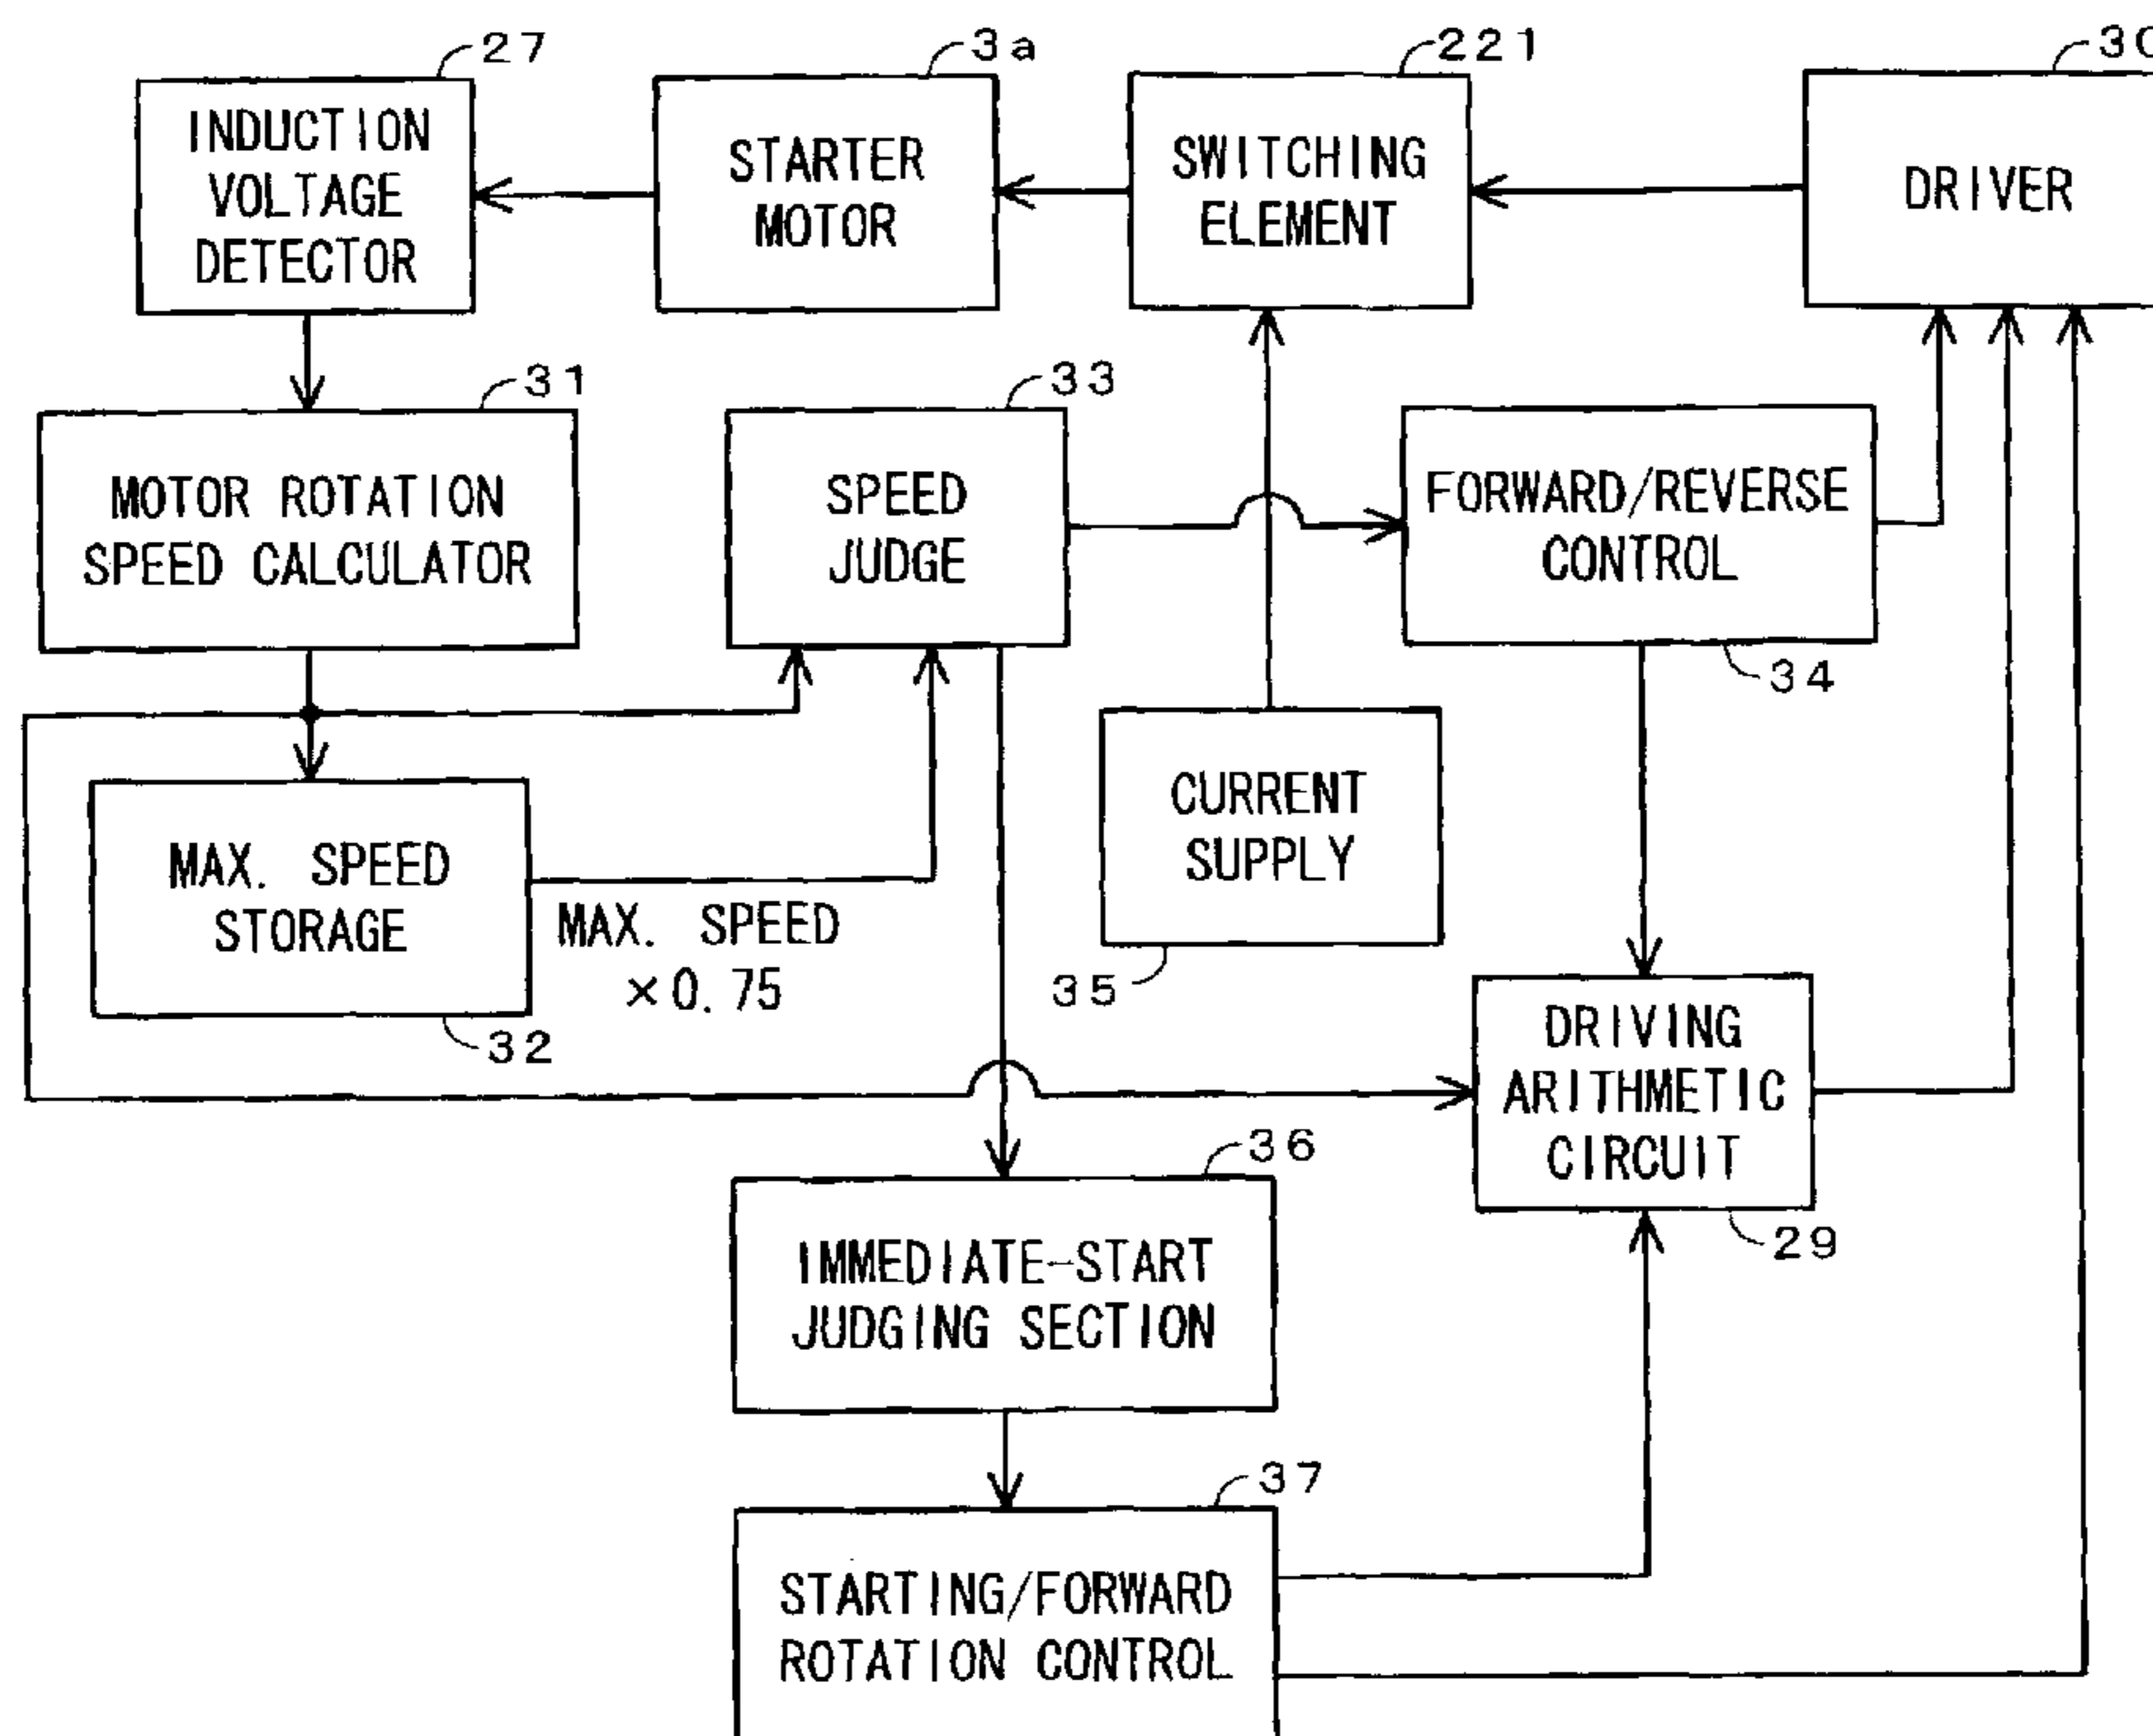 27
3a
221
30
INDUCTION
VOLTAGE
DETECTOR
STARTER
MOTOR
SWITCHING
ELEMENT
DRIVER
31
33
MOTOR ROTATION
SPEED CALCULATOR
SPEED
JUDGE
FORWARD/REVERSE
CONTROL
34
MAX. SPEED
STORAGE
32
MAX. SPEED
×0.75
CURRENT
SUPPLY
35
DRIVING
ARITHMETIC
CIRCUIT
29
36
IMMEDIATE-START
JUDGING SECTION
37
STARTING/FORWARD
ROTATION CONTROL